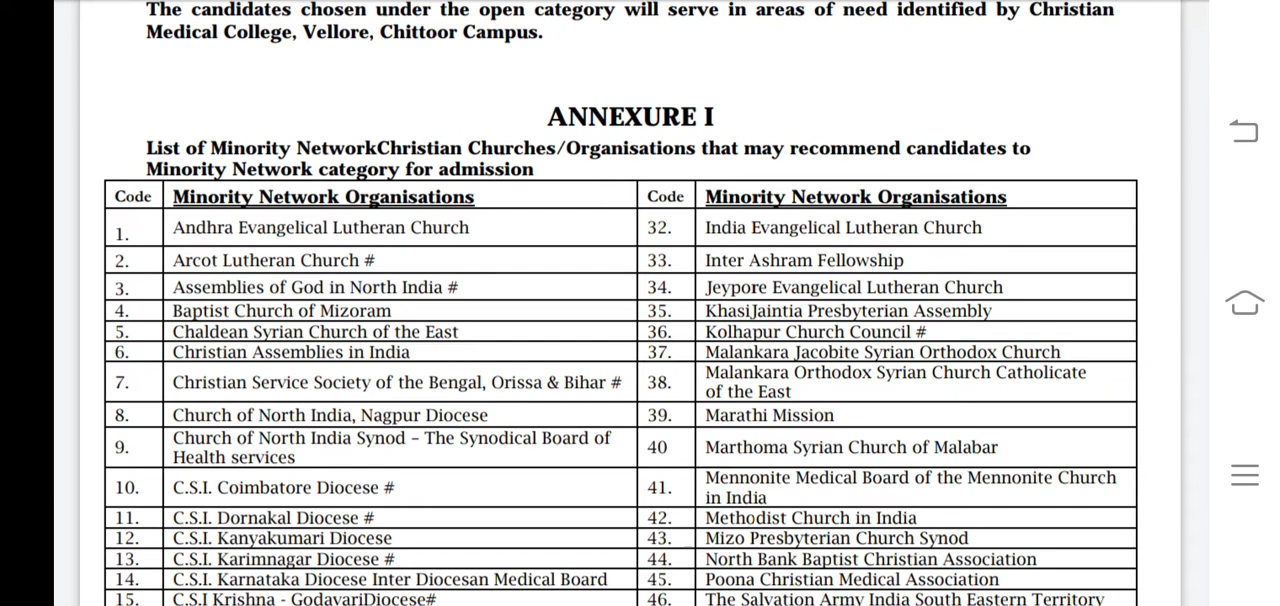 The candidates chosen under the open category will serve in areas of need identified by Christian
Medical College, Vellore, Chittoor Campus.
ANNEXURE I
List of Minority NetworkChristian Churches/Organisations that may recommend candidates to
Minority Network category for admission
Code Minority Network Organisations Code Minority Network Organisations
1. Andhra Evangelical Lutheran Church 32. India Evangelical Lutheran Church
2. Arcot Lutheran Church # 33. Inter Ashram Fellowship
3. Assemblies of God in North India # 34. Jeypore Evangelical Lutheran Church
4. Baptist Church of Mizoram 35. KhasiJaintia Presbyterian Assembly
5. Chaldean Syrian Church of the East 36. Kolhapur Church Council #
6. Christian Assemblies in India 37. Malankara Jacobite Syrian Orthodox Church
7. Christian Service Society of the Bengal, Orissa & Bihar # 38. Malankara Orthodox Syrian Church Catholicate
of the East
8. Church of North India, Nagpur Diocese 39. Marathi Mission
9. Church of North India Synod – The Synodical Board of
Health services 40 Marthoma Syrian Church of Malabar
10. C.S.I. Coimbatore Diocese # 41. Mennonite Medical Board of the Mennonite Church
in India
11. C.S.I. Dornakal Diocese # 42. Methodist Church in India
12. C.S.I. Kanyakumari Diocese 43. Mizo Presbyterian Church Synod
13. C.S.I. Karimnagar Diocese # 44. North Bank Baptist Christian Association
14. C.S.I. Karnataka Diocese Inter Diocesan Medical Board 45. Poona Christian Medical Association
15. C.S.I Krishna - GodavariDiocese# 46. The Salvation Army India South Eastern Territory